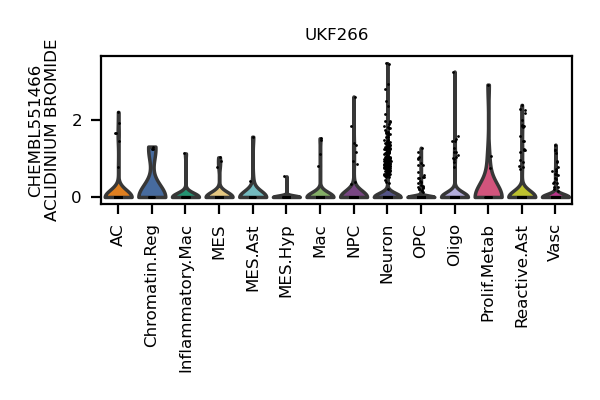 UKF266
CHEMBL551466
ACLIDINIUM BROMIDE
2
0
AC
Chromatin.Reg
Inflammatory.Mac
MES
MES.Ast
MES.Hyp
Mac
NPC
Neuron
OPC
Oligo
Prolif.Metab
Reactive.Ast
Vasc